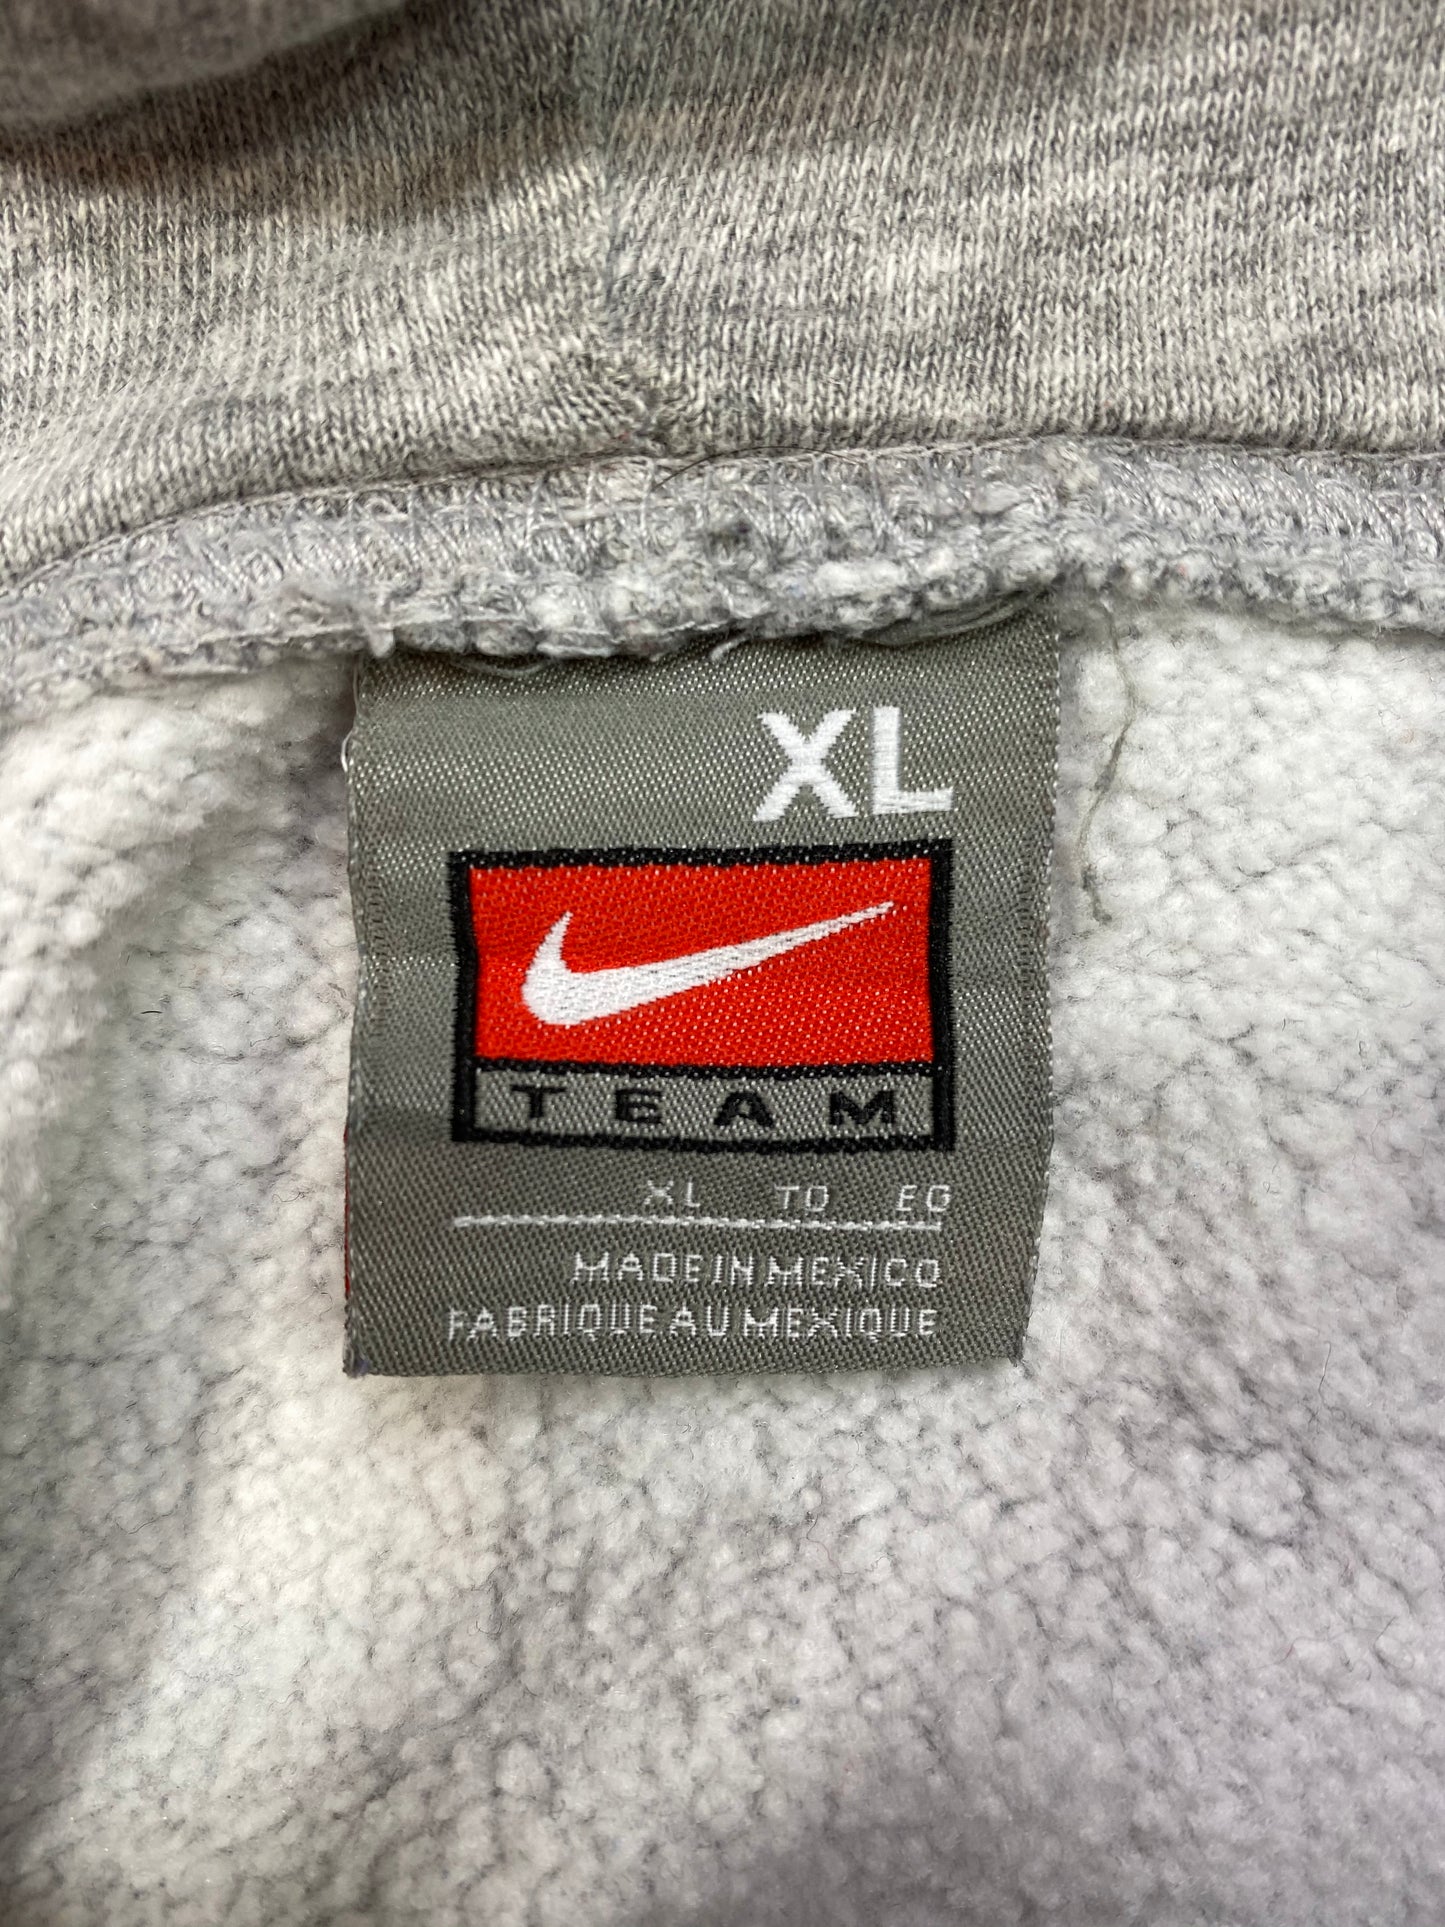 XL
TEAM
XL TO EG
MADE IN MEXICO
FABRIQUE AU MEXIQUE